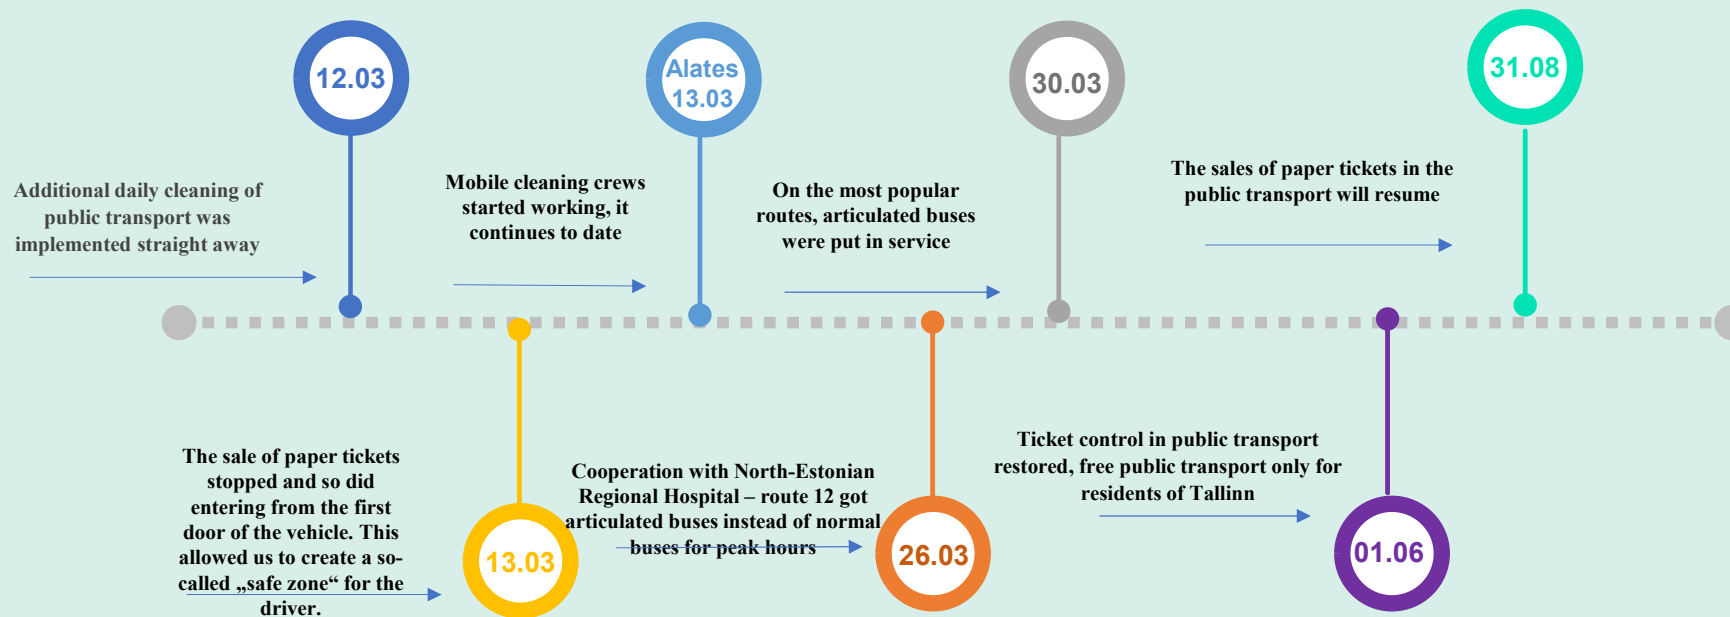 12.03
Additional daily cleaning of
public transport was
implemented straight away
13.03
The sale of paper tickets
stopped and so did
entering from the first
door of the vehicle. This
allowed us to create a so-
called „safe zone“ for the
driver.
Alates
13.03
Mobile cleaning crews
started working, it
continues to date
26.03
Cooperation with North-Estonian
Regional Hospital – route 12 got
articulated buses instead of normal
buses for peak hours
30.03
On the most popular
routes, articulated buses
were put in service
01.06
Ticket control in public transport
restored, free public transport only for
residents of Tallinn
31.08
The sales of paper tickets in the
public transport will resume